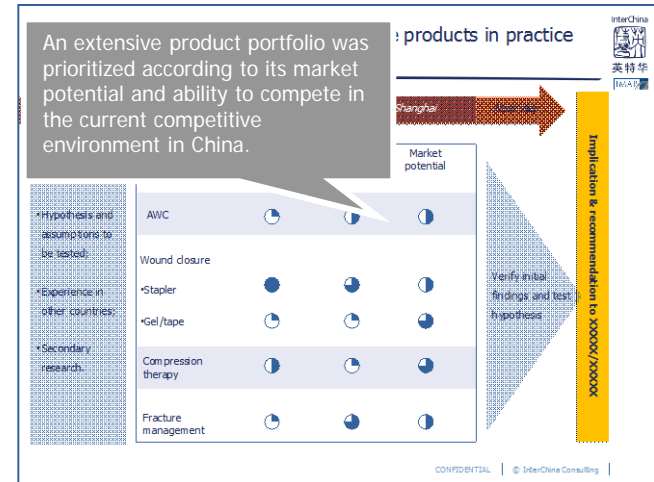 An extensive product portfolio was
prioritized according to its market
potential and ability to compete in
the current competitive
environment in China.
products in practice
InterChina
英特华
Shanghai
Market
potential
•Hypothesis and
assumptions to
be tested;
•Experience in
other countries;
•Secondary
research.
AWC
Wound closure
•Stapler
•Gel/tape
Compression
therapy
Fracture
management
Verify initial
findings and test
hypothesis
Implication & recommendation to XXXXX/XXXXX
CONFIDENTIAL | © InterChina Consulting |